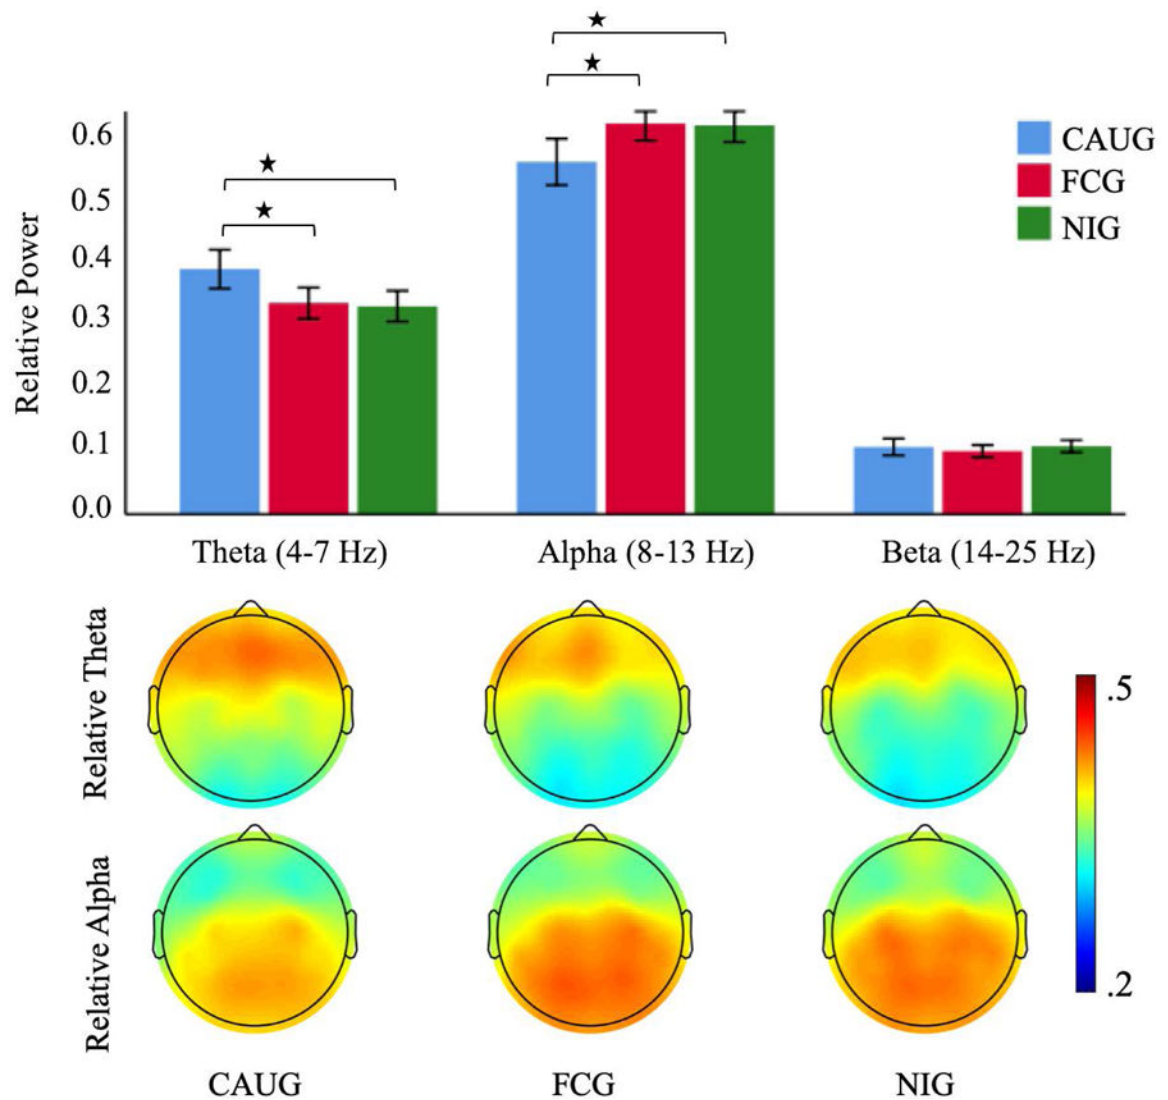 ★
★
★
★
0.6
0.5
0.4
0.3
0.2
0.1
0.0
Relative Power
CAUG
FCG
NIG
Theta (4-7 Hz)
Alpha (8-13 Hz)
Beta (14-25 Hz)
Relative Theta
Relative Alpha
.5
.2
CAUG
FCG
NIG